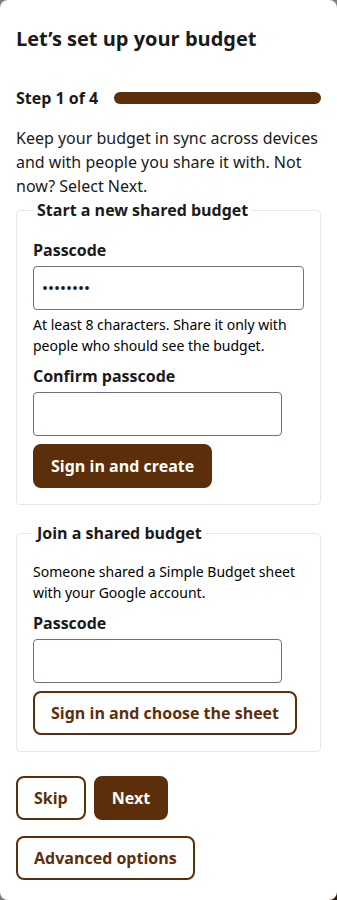 Let’s set up your budget
Step 1 of 4
Keep your budget in sync across devices
and with people you share it with. Not
now? Select Next.
Start a new shared budget
Passcode
••••••••
At least 8 characters. Share it only with
people who should see the budget.
Confirm passcode
Sign in and create
Join a shared budget
Someone shared a Simple Budget sheet
with your Google account.
Passcode
Sign in and choose the sheet
Skip
Next
Advanced options